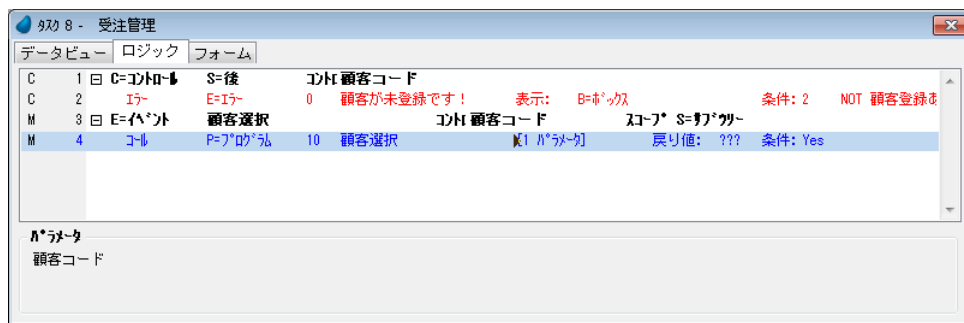 ﾀｽｸ 8 - 受注管理
データビュー ロジック フォーム
C 1 C=ｺﾝﾄﾛｰﾙ S=後 ｺﾝﾄﾛ 顧客コード
C 2 ｴﾗｰ E=ｴﾗｰ 0 顧客が未登録です! 表示: B=ﾎﾞｯｸｽ 条件: 2 NOT 顧客登録あ
M 3 E=ｲﾍﾞﾝﾄ 顧客選択 ｺﾝﾄﾛ 顧客コード ｽｺｰﾌﾟ S=ｻﾌﾞﾂﾘｰ
M 4 ｺｰﾙ P=ﾌﾟﾛｸﾞﾗﾑ 10 顧客選択 [1 ﾊﾟﾗﾒｰﾀ] 戻り値: ??? 条件: Yes
ﾊﾟﾗﾒｰﾀ
顧客コード